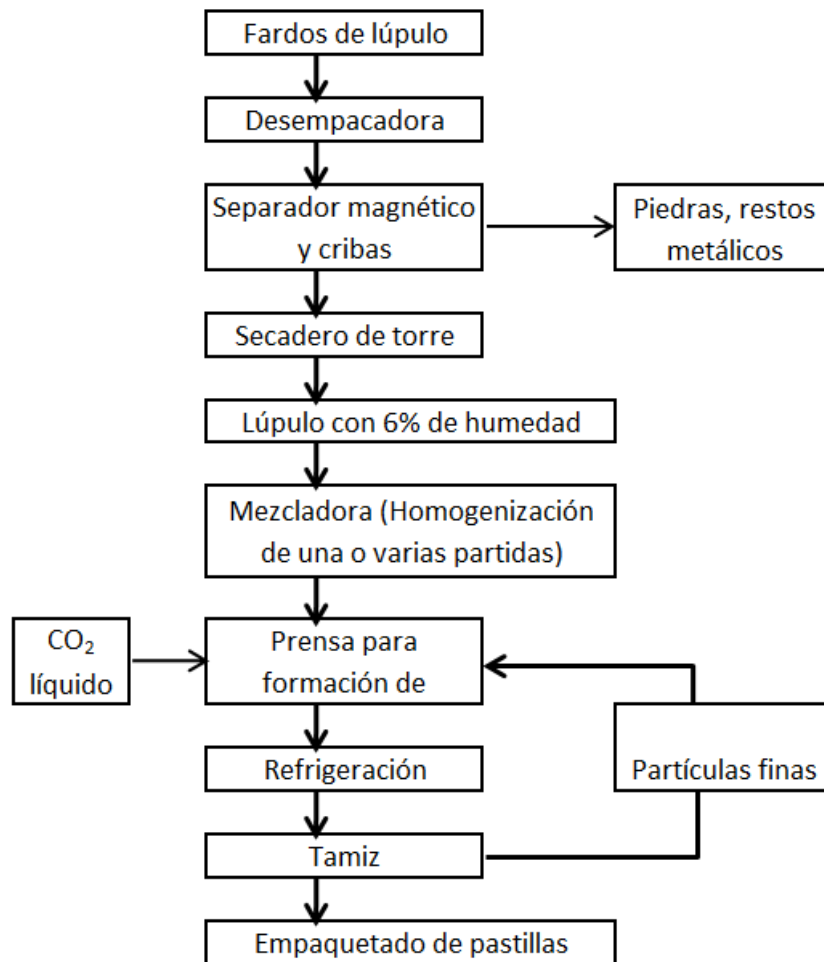 Fardos de lúpulo
Desempacadora
Separador magnético
y cribas
Piedras, restos
metálicos
Secadero de torre
Lúpulo con 6% de humedad
Mezcladora (Homogenización
de una o varias partidas)
CO₂
líquido
Prensa para
formación de
Refrigeración
Partículas finas
Tamiz
Empaquetado de pastillas